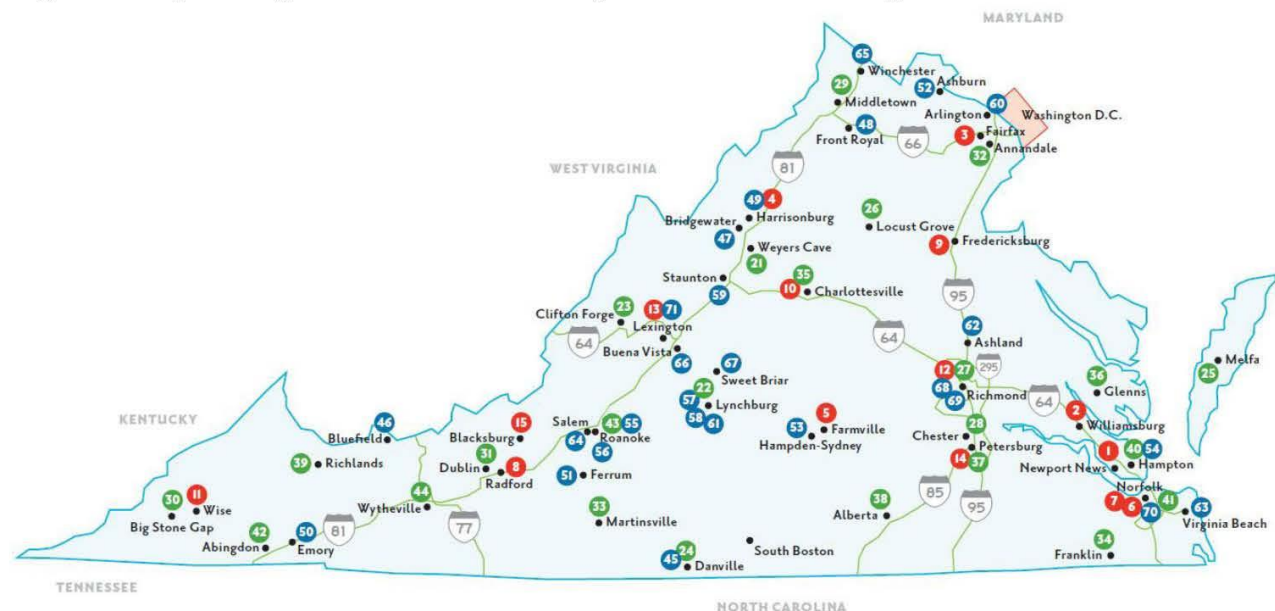 MARYLAND
65
Winchester
29
Middletown
52
Ashburn
60
Arlington
Washington D.C.
3
Fairfax
32
Annandale
48
Front Royal
66
WEST VIRGINIA
81
49
4
Harrisonburg
Bridgewater
47
26
Locust Grove
Weyers Cave
21
9
Fredericksburg
Staunton
59
10
35
Charlottesville
95
23
Clifton Forge
13
71
Lexington
64
Buena Vista
66
64
62
Ashland
295
Melfa
25
67
Sweet Briar
22
57
Lynchburg
58
61
12
27
Richmond
68
69
36
Glenns
64
2
Williamsburg
KENTUCKY
46
Bluefield
15
Blacksburg
Salem
43
55
Roanoke
64
56
5
Farmville
53
Hampden-Sydney
28
Chester
Petersburg
14
37
1
Newport News
40
54
Hampton
39
Richlands
31
Dublin
8
Radford
51
Ferrum
30
11
Wise
Big Stone Gap
44
Wytheville
33
Martinsville
38
Alberta
85
95
Norfolk
7
6
70
41
63
Virginia Beach
42
Abingdon
50
Emory
81
77
South Boston
34
Franklin
45
24
Danville
TENNESSEE
NORTH CAROLINA